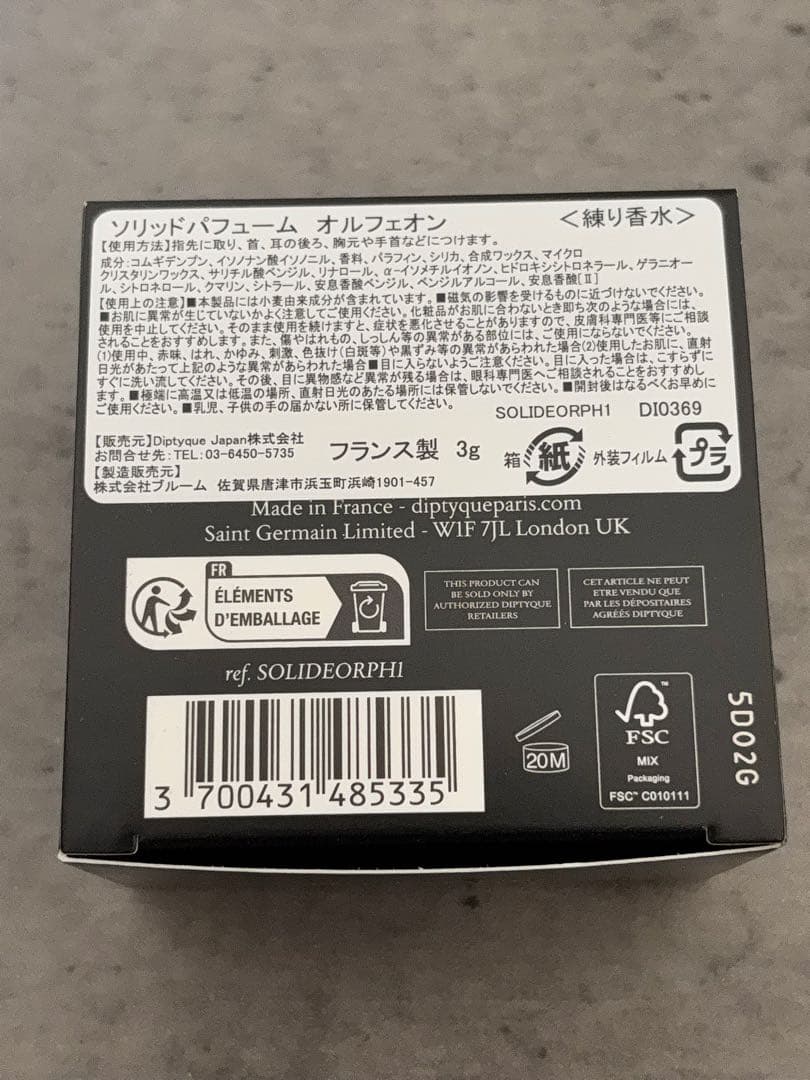 ソリッドパフューム オルフェオン ＜練り香水＞
【使用方法】指先に取り、首、耳の後ろ、胸元や手首などにつけます。
成分：コムギデンプン、イソノナン酸イソノニル、香料、パラフィン、シリカ、合成ワックス、マイクロ
クリスタリンワックス、サリチル酸ベンジル、リナロール、α-イソメチルイオノン、ヒドロキシシトロネラール、ゲラニオー
ル、シトロネロール、クマリン、シトラール、安息香酸ベンジル、ベンジルアルコール、安息香酸[Ⅱ]
【使用上の注意】■本製品には小麦由来成分が含まれています。■磁気の影響を受けるものに近づけないでください。
■お肌に異常が生じていないかよく注意してご使用ください。化粧品がお肌に合わないとき即ち次のような場合には、
使用を中止してください。そのまま使用を続けますと、症状を悪化させることがありますので、皮膚科専門医等にご相談
されることをおすすめします。また、傷やはれもの、しっしん等の異常がある部位には、ご使用にならないでください。
(1)使用中、赤味、はれ、かゆみ、刺激、色抜け(白斑等)や黒ずみ等の異常があらわれた場合(2)使用したお肌に、直射
日光があたって上記のような異常があらわれた場合■目に入らないようご注意ください。目に入った場合は、こすらずに
すぐに洗い流してください。その後、目に異物感など異常が残る場合は、眼科専門医へご相談されることをおすすめし
ます。■極端に高温又は低温の場所、直射日光のあたる場所には保管しないでください。■開封後はなるべくお早めに
ご使用ください。■乳児、子供の手の届かない所に保管してください。
SOLIDEORPH1 DI0369
【販売元】Diptyque Japan株式会社
お問合せ先：TEL:03-6450-5735
フランス製 3g 箱 紙 外装フィルム プラ
【製造販売元】
株式会社ブルーム 佐賀県唐津市浜玉町浜崎1901-457
Made in France - diptyqueparis.com
Saint Germain Limited - W1F 7JL London UK
FR
ÉLÉMENTS
D'EMBALLAGE
THIS PRODUCT CAN
BE SOLD ONLY BY
AUTHORIZED DIPTYQUE
RETAILERS
CET ARTICLE NE PEUT
ETRE VENDU QUE
PAR LES DÉPOSITAIRES
AGRÉÉS DIPTYQUE
ref. SOLIDEORPH1
3 700431 485335
20M
FSC
MIX
Packaging
FSC™ C010111
5D02G